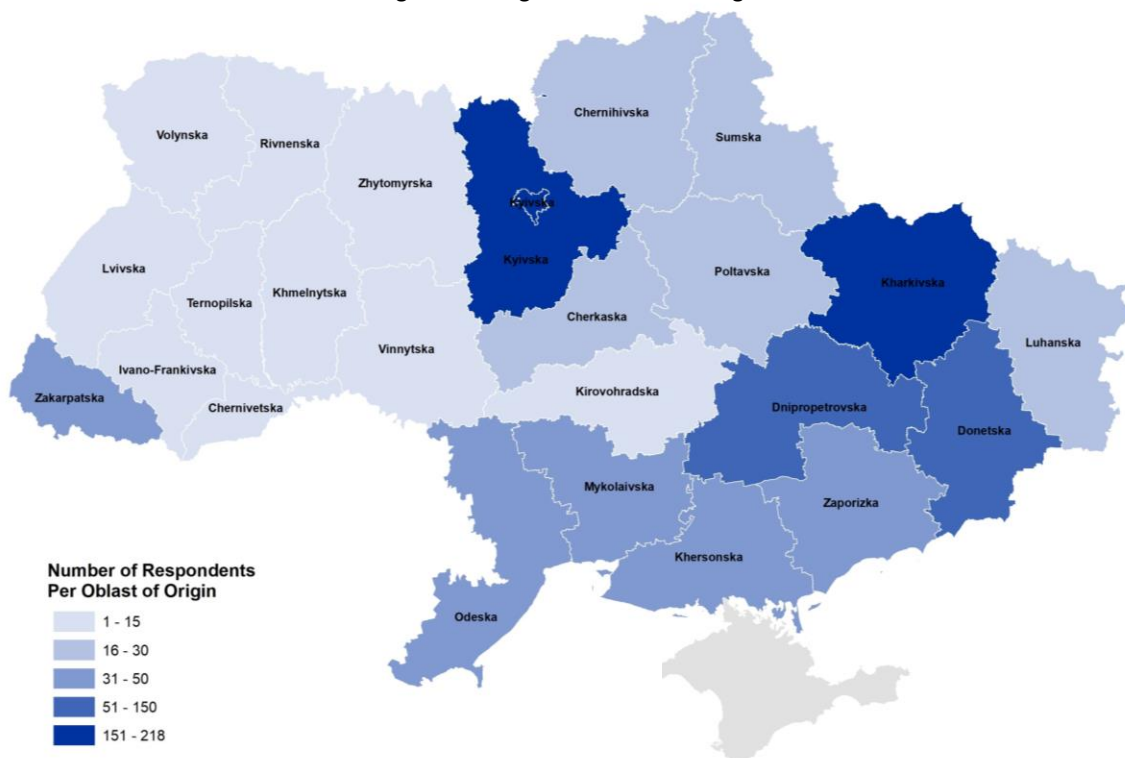 Chernihivska
Sumska
Volynska
Rivnenska
Zhytomyrska
Kyivska
Kyivska
Lvivska
Ternopilska
Khmelnytska
Poltavska
Kharkivska
Cherkaska
Vinnytska
Luhanska
Ivano-Frankivska
Zakarpatska
Chernivetska
Kirovohradska
Dnipropetrovska
Donetska
Mykolaivska
Zaporizka
Khersonska
Odeska
Number of Respondents
Per Oblast of Origin
1 - 15
16 - 30
31 - 50
51 - 150
151 - 218